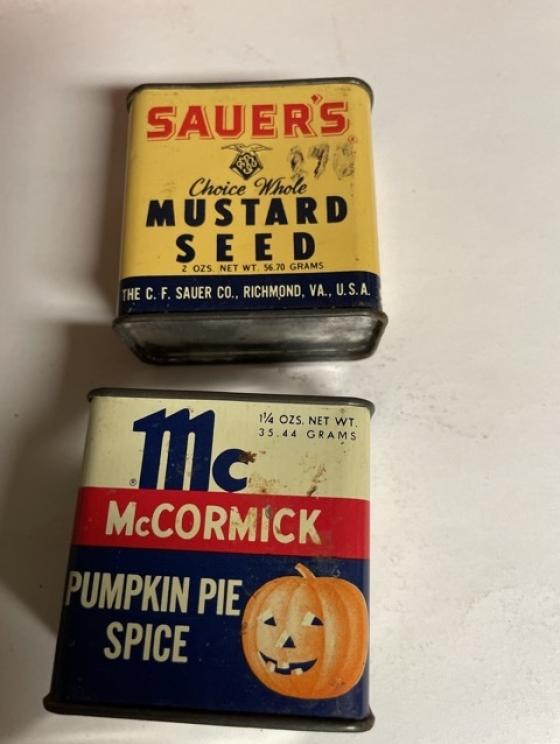 SAUER'S
27¢
Choice Whole
MUSTARD
SEED
2 OZS. NET WT. 56.70 GRAMS
THE C. F. SAUER CO., RICHMOND, VA., U.S.A.
Mc
1¼ OZS. NET WT.
35.44 GRAMS
®
McCORMICK
PUMPKIN PIE
SPICE